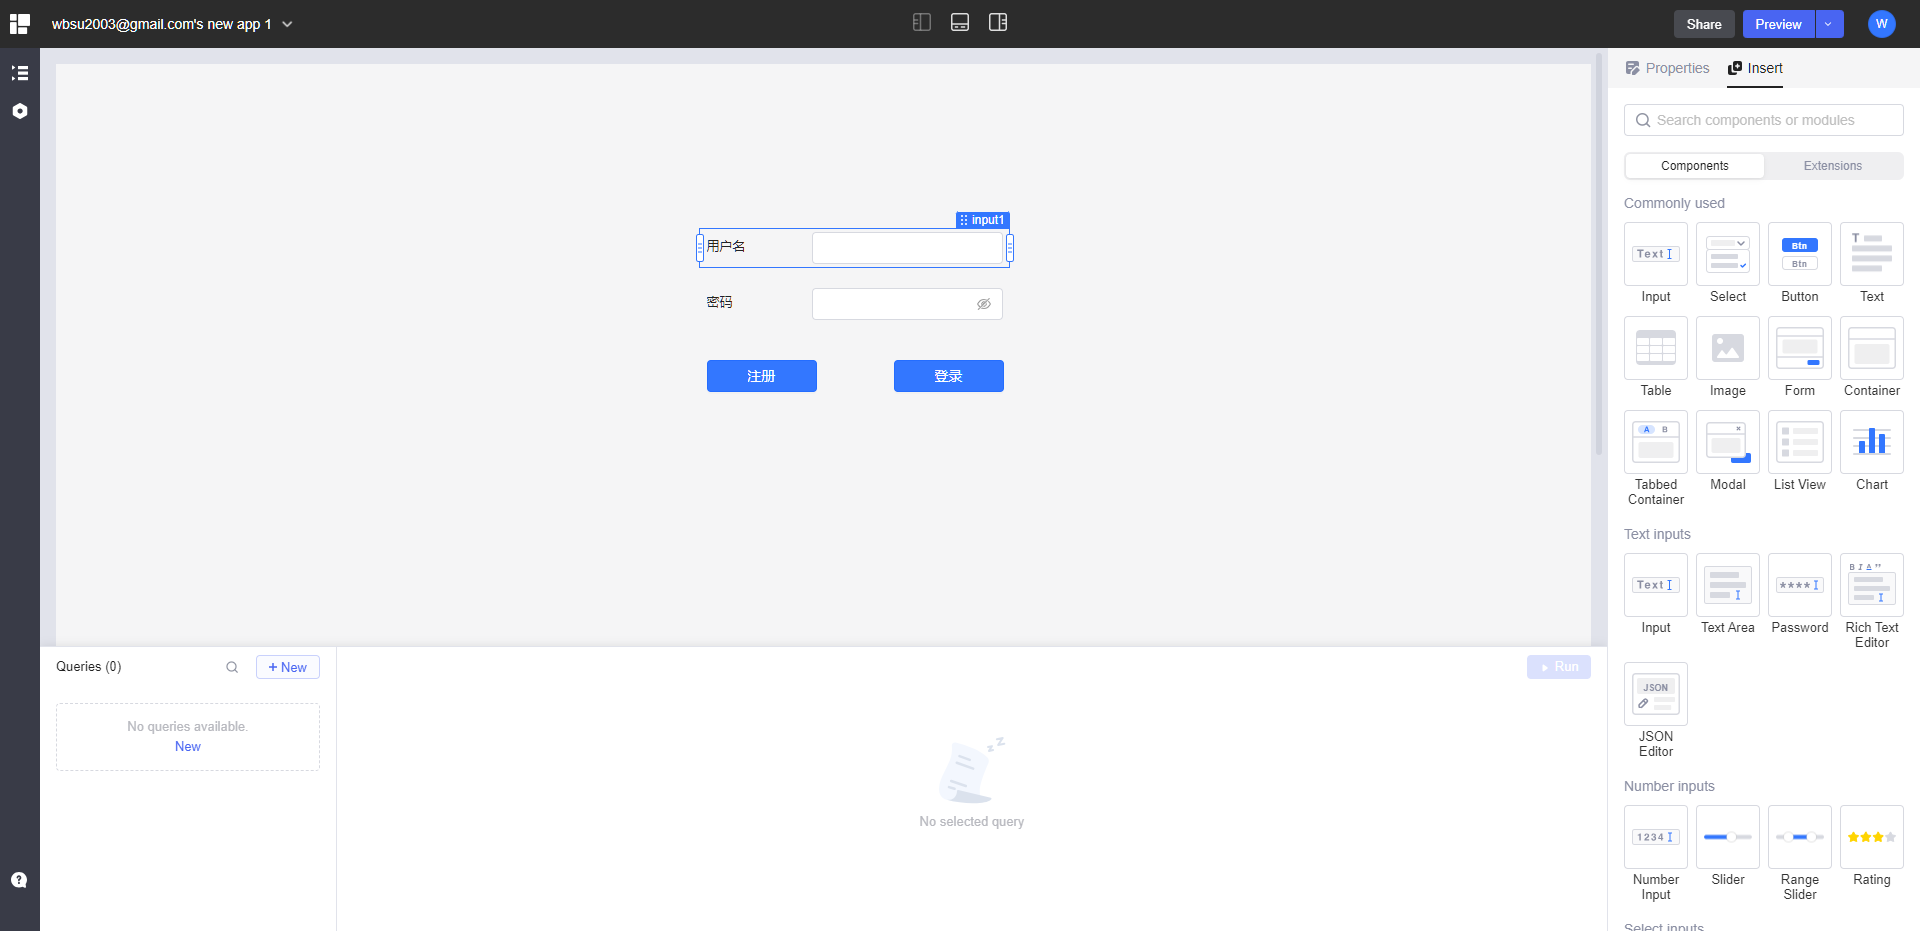 wbsu2003@gmail.com's new app 1
Share
Preview
W
Properties
Insert
Search components or modules
Components
Extensions
Commonly used
Text
Btn
Btn
T
Input
Select
Button
Text
Table
Image
Form
Container
A B
Tabbed Container
Modal
List View
Chart
Text inputs
Text
****
B I A "
Input
Text Area
Password
Rich Text Editor
JSON
JSON Editor
Number inputs
1234
Number Input
Slider
Range Slider
Rating
Select inputs
input1
用户名
密码
注册
登录
Queries (0)
+ New
No queries available.
New
Run
z z
No selected query
?